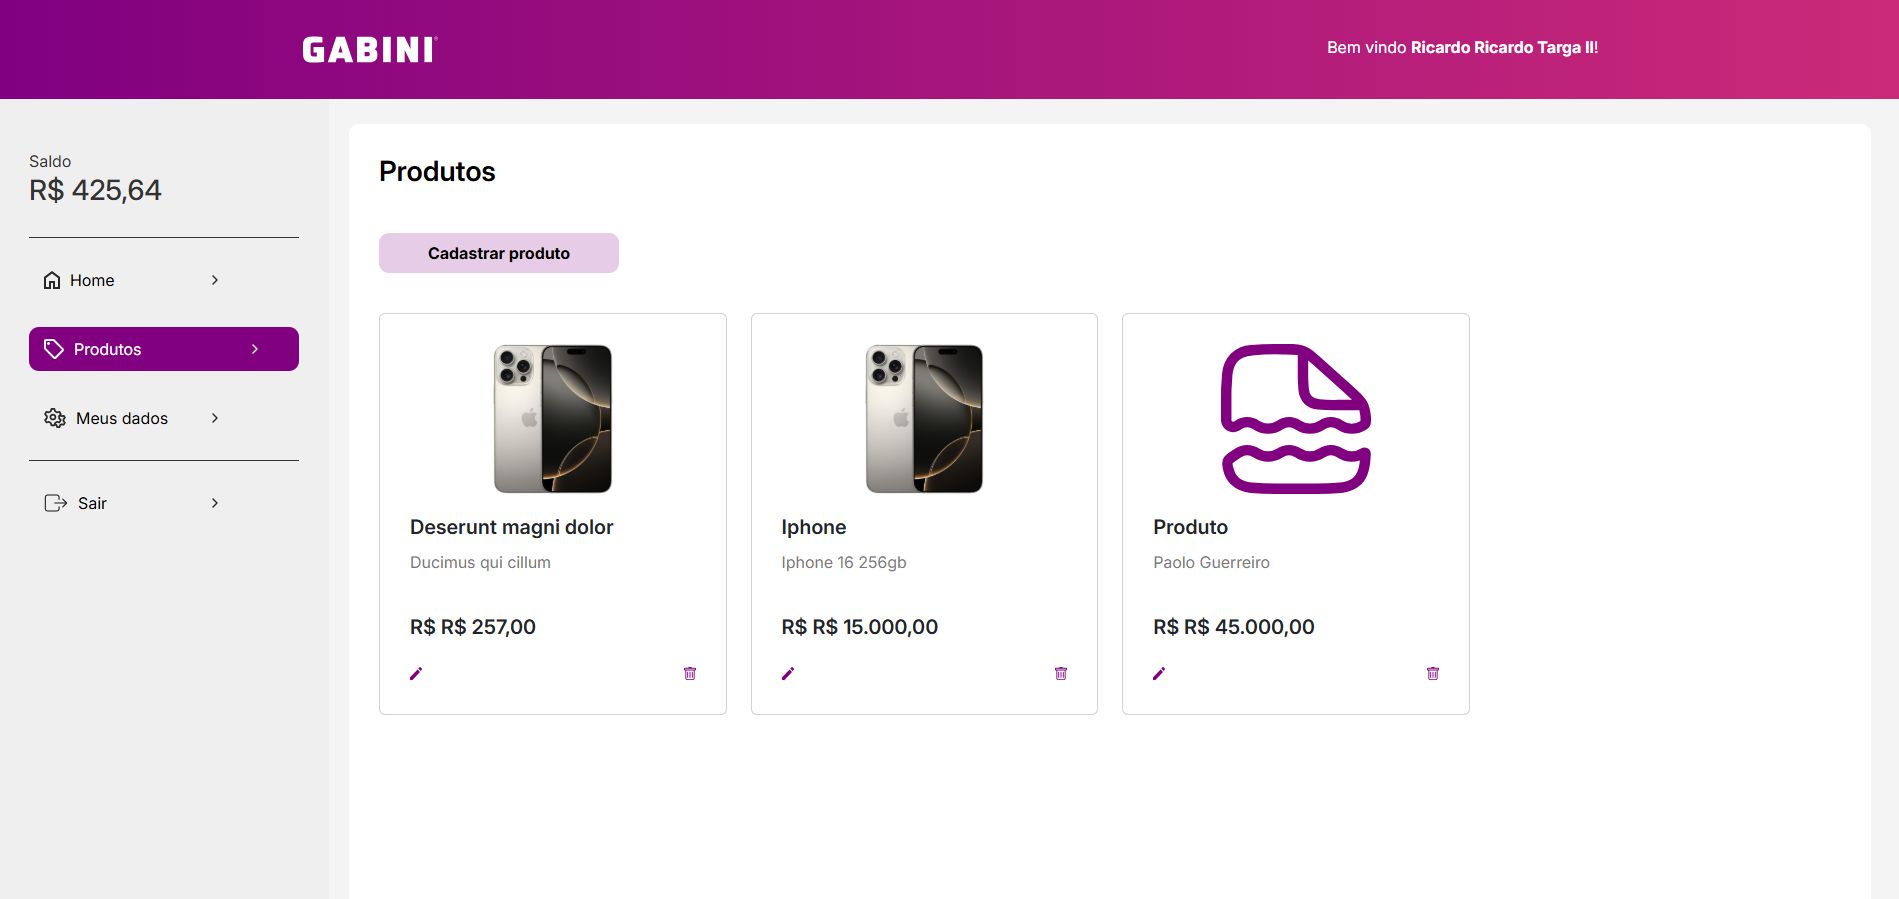 GABINI
Bem vindo Ricardo Ricardo Targa II!
Saldo
R$ 425,64
Home
Produtos
Meus dados
Sair
Produtos
Cadastrar produto
Deserunt magni dolor
Ducimus qui cillum
R$ R$ 257,00
Iphone
Iphone 16 256gb
R$ R$ 15.000,00
Produto
Paolo Guerreiro
R$ R$ 45.000,00